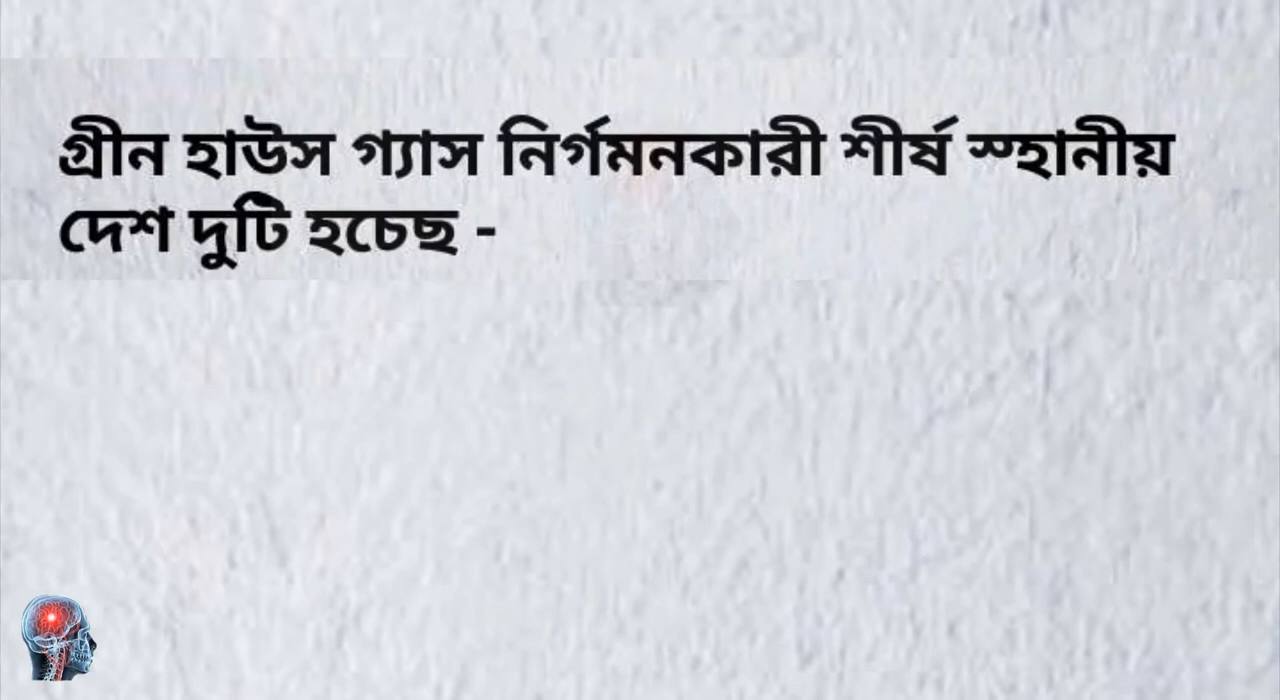 গ্রীন হাউস গ্যাস নির্গমনকারী শীর্ষ স্হানীয়
দেশ দুটি হচেছ -